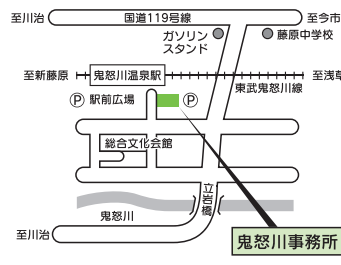 至川治
国道119号線
至今市
ガソリン
スタンド
藤原中学校
至新藤原
鬼怒川温泉駅
至浅草
東武鬼怒川線
P
駅前広場
P
総合文化会館
立岩橋
鬼怒川
至川治
鬼怒川事務所